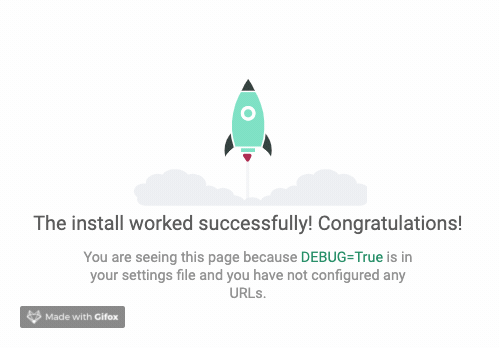 The install worked successfully! Congratulations!
You are seeing this page because DEBUG=True is in
your settings file and you have not configured any
URLs.
Made with Gifox